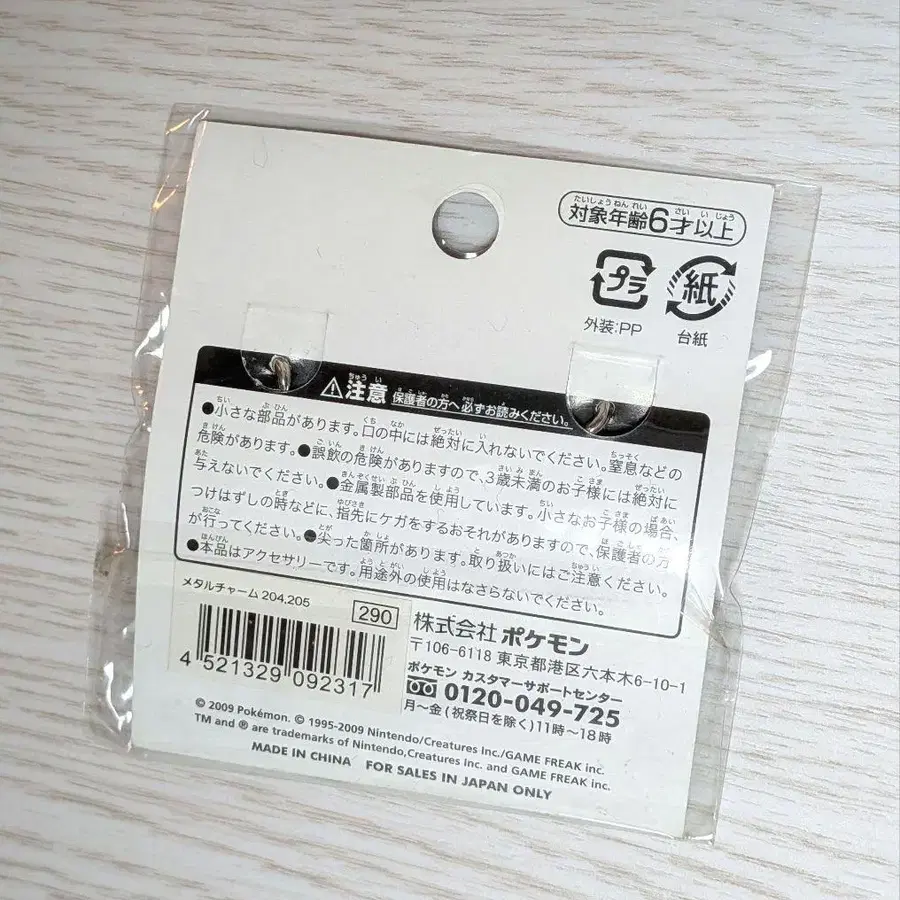 対象年齢6才以上
プラ
紙
外装:PP
台紙
注意 保護者の方へ 必ずお読みください。
●小さな部品があります。口の中には絶対に入れないでください。窒息などの
危険があります。●誤飲の危険がありますので、3歳未満のお子様には絶対に
与えないでください。●金属製部品を使用しています。小さなお子様の場合、
つけはずしの時などに、指先にケガをするおそれがありますので、保護者の方
が行ってください。●尖った箇所があります。取り扱いにはご注意ください。
●本品はアクセサリーです。用途外の使用はなさらないでください。
メタルチャーム 204,205
290
4 521329 092317
株式会社 ポケモン
〒106-6118 東京都港区六本木6-10-1
ポケモン カスタマーサポートセンター
0120-049-725
月～金(祝祭日を除く)11時～18時
© 2009 Pokémon. © 1995-2009 Nintendo/Creatures Inc./GAME FREAK inc.
TM and ® are trademarks of Nintendo,Creatures Inc. and GAME FREAK inc.
MADE IN CHINA FOR SALES IN JAPAN ONLY